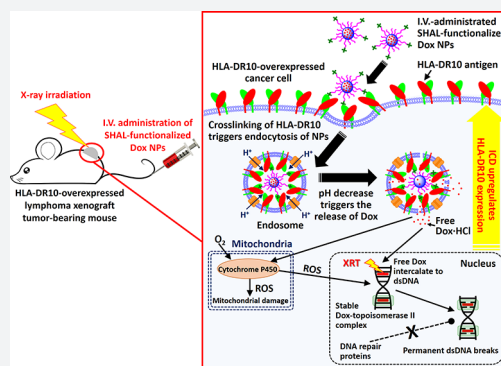 X-ray irradiation
I.V. administration of
SHAL-functionalized
Dox NPs
HLA-DR10-overexpressed
lymphoma xenograft
tumor-bearing mouse
I.V.-administrated
SHAL-functionalized
Dox NPs
HLA-DR10-overexpressed
cancer cell
HLA-DR10 antigen
Crosslinking of HLA-DR10
triggers endocytosis of NPs
H⁺
H⁺
H⁺
H⁺
Endosome
pH decrease
triggers the
release of Dox
ICD upregulates
HLA-DR10 expression
Free
Dox·HCl
O₂
Mitochondria
Cytochrome P450
ROS
ROS
Mitochondrial damage
XRT
Free Dox
intercalate to
dsDNA
Nucleus
Stable
Dox-topoisomerase II
complex
DNA repair
proteins
X
Permanent dsDNA breaks